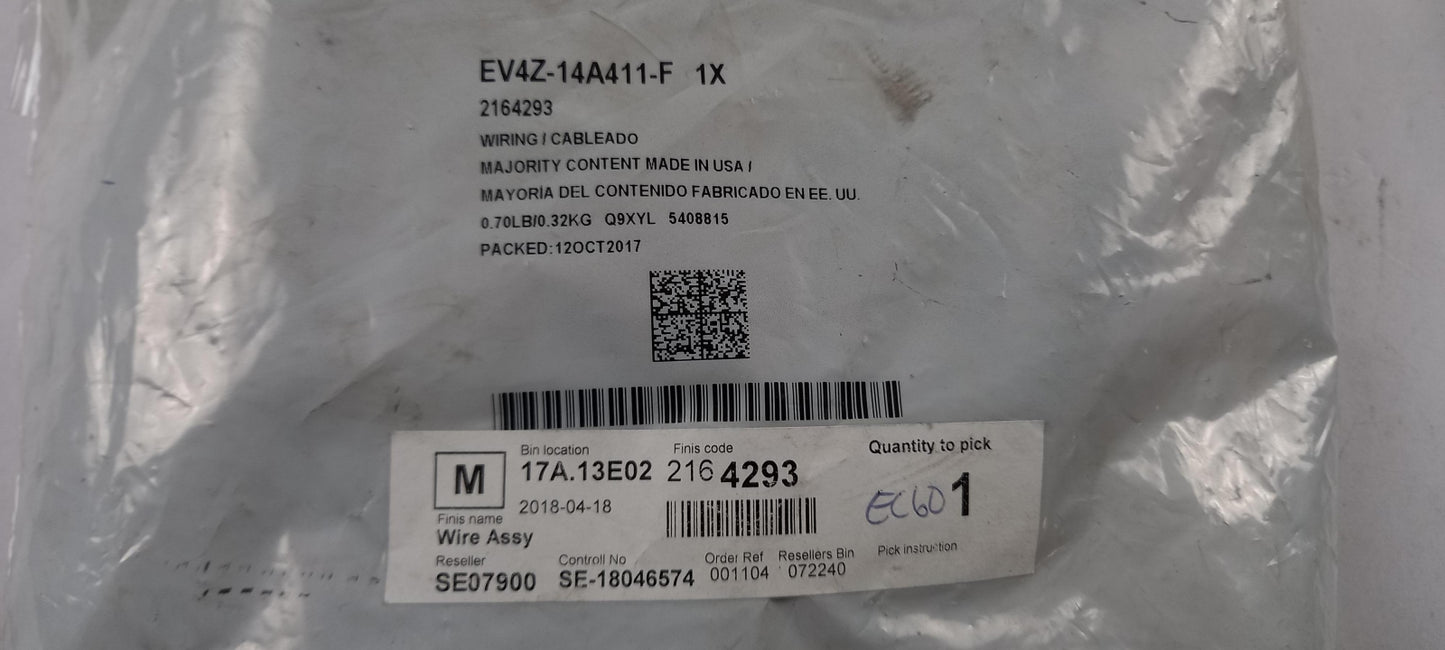 EV4Z-14A411-F 1X
2164293
WIRING / CABLEADO
MAJORITY CONTENT MADE IN USA /
MAYORÍA DEL CONTENIDO FABRICADO EN EE. UU.
0.70LB/0.32KG Q9XYL 5408815
PACKED:12OCT2017
Bin location Finis code Quantity to pick
M 17A.13E02 216 4293 EC60 1
2018-04-18
Finis name
Wire Assy
Reseller Controll No Order Ref Resellers Bin Pick instruction
SE07900 SE-18046574 001104 072240